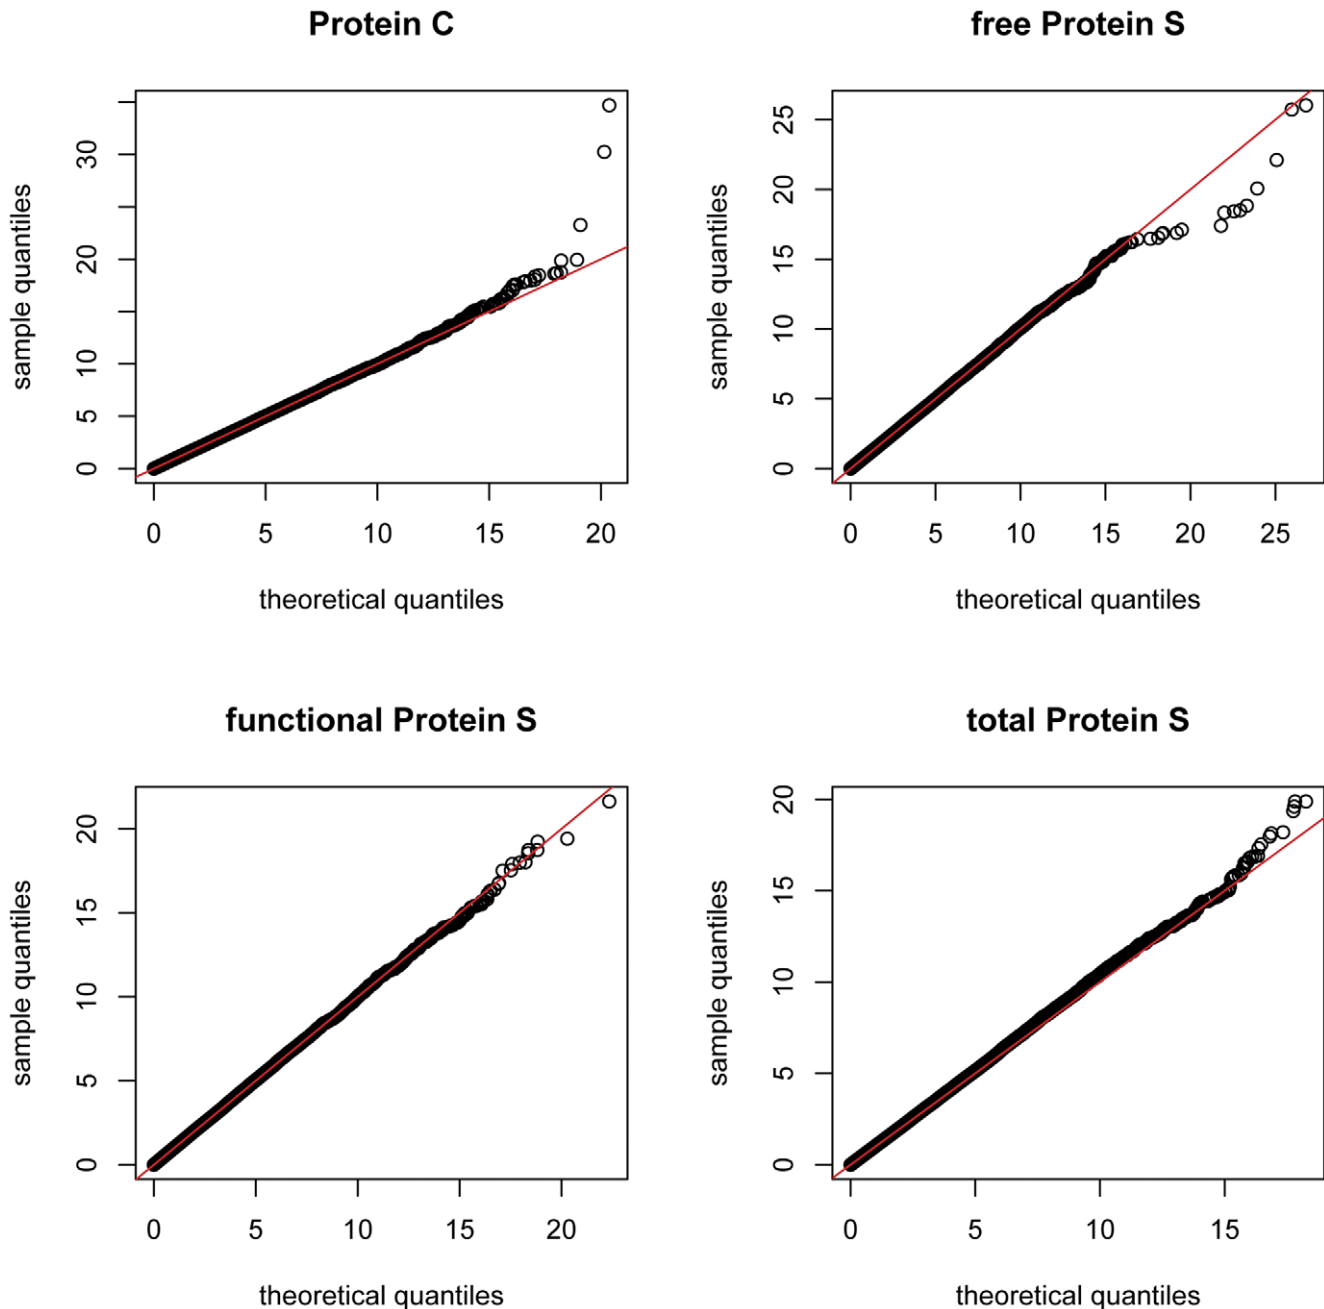 Protein C
free Protein S
30
20
10
5
0
sample quantiles
0 5 10 15 20
theoretical quantiles
25
20
15
10
5
0
sample quantiles
0 5 10 15 20 25
theoretical quantiles
functional Protein S
total Protein S
20
15
10
5
0
sample quantiles
0 5 10 15 20
theoretical quantiles
20
15
10
5
0
sample quantiles
0 5 10 15
theoretical quantiles